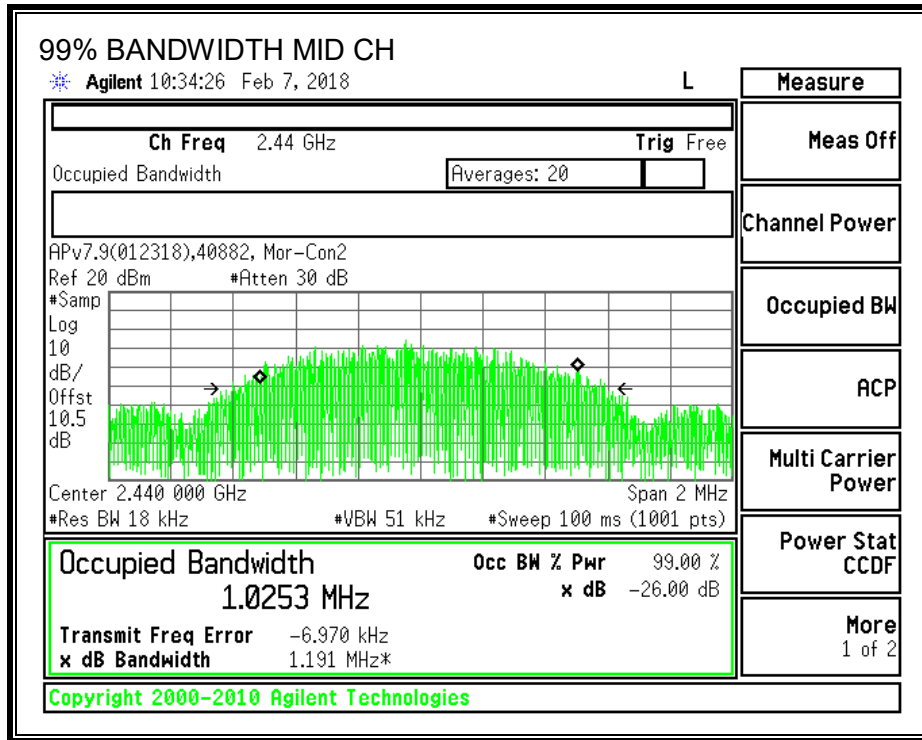 99% BANDWIDTH MID CH
Agilent 10:34:26 Feb 7, 2018 L
Ch Freq 2.44 GHz Trig Free
Occupied Bandwidth Averages: 20
APv7.9(012318),40882, Mor-Con2
Ref 20 dBm #Atten 30 dB
#Samp
Log
10
dB/
Offst
10.5
dB
Center 2.440 000 GHz Span 2 MHz
#Res BW 18 kHz #VBW 51 kHz #Sweep 100 ms (1001 pts)
Occupied Bandwidth Occ BW % Pwr 99.00 %
1.0253 MHz x dB -26.00 dB
Transmit Freq Error -6.970 kHz
x dB Bandwidth 1.191 MHz*
Copyright 2000-2010 Agilent Technologies
Measure
Meas Off
Channel Power
Occupied BW
ACP
Multi Carrier
Power
Power Stat
CCDF
More
1 of 2